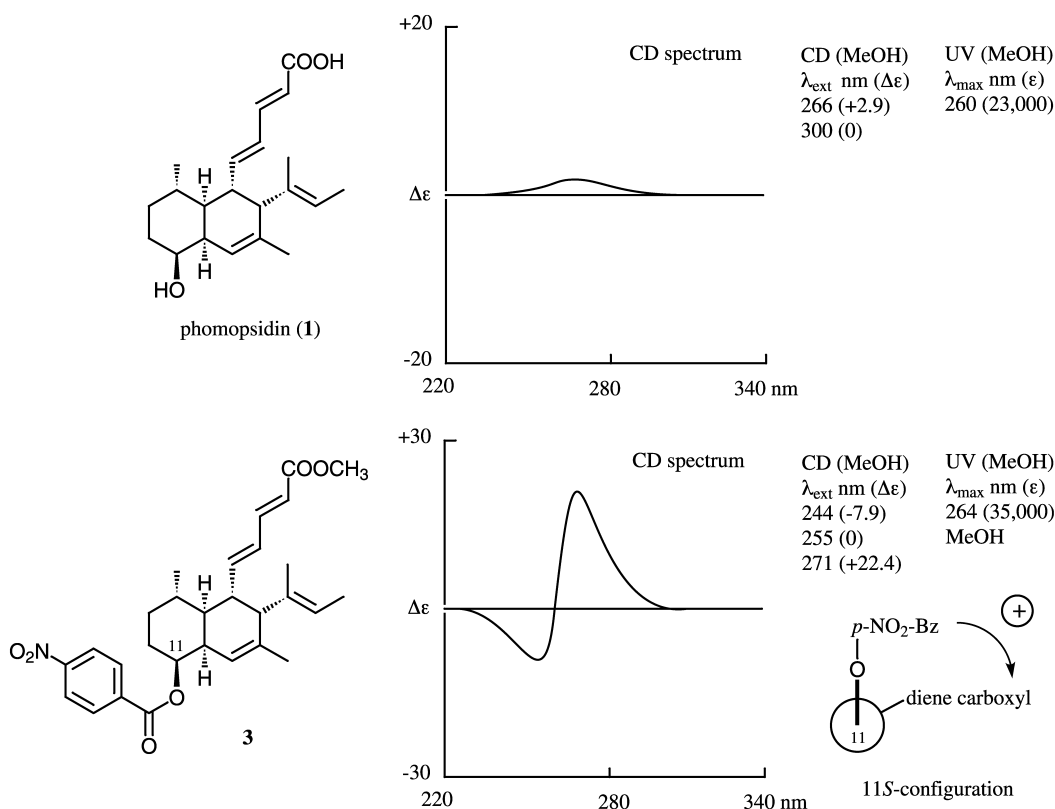 COOH
H
H
HO
phomopsidin (1)
+20
Δε
-20
220
280
340 nm
CD spectrum
CD (MeOH)
λext nm (Δε)
266 (+2.9)
300 (0)
UV (MeOH)
λmax nm (ε)
260 (23,000)
COOCH3
H
11
H
O2N
O
O
3
+30
Δε
-30
220
280
340 nm
CD spectrum
CD (MeOH)
λext nm (Δε)
244 (-7.9)
255 (0)
271 (+22.4)
UV (MeOH)
λmax nm (ε)
264 (35,000)
MeOH
+
p-NO2-Bz
O
diene carboxyl
11
11S-configuration